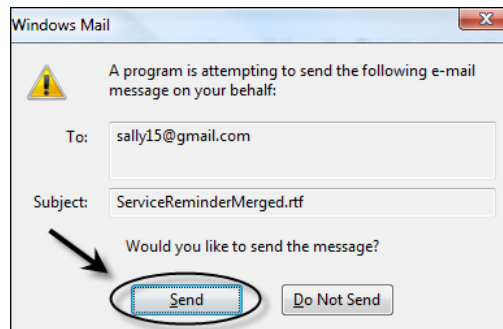 Windows Mail
A program is attempting to send the following e-mail
message on your behalf:
To: sally15@gmail.com
Subject: ServiceReminderMerged.rtf
Would you like to send the message?
Send Do Not Send